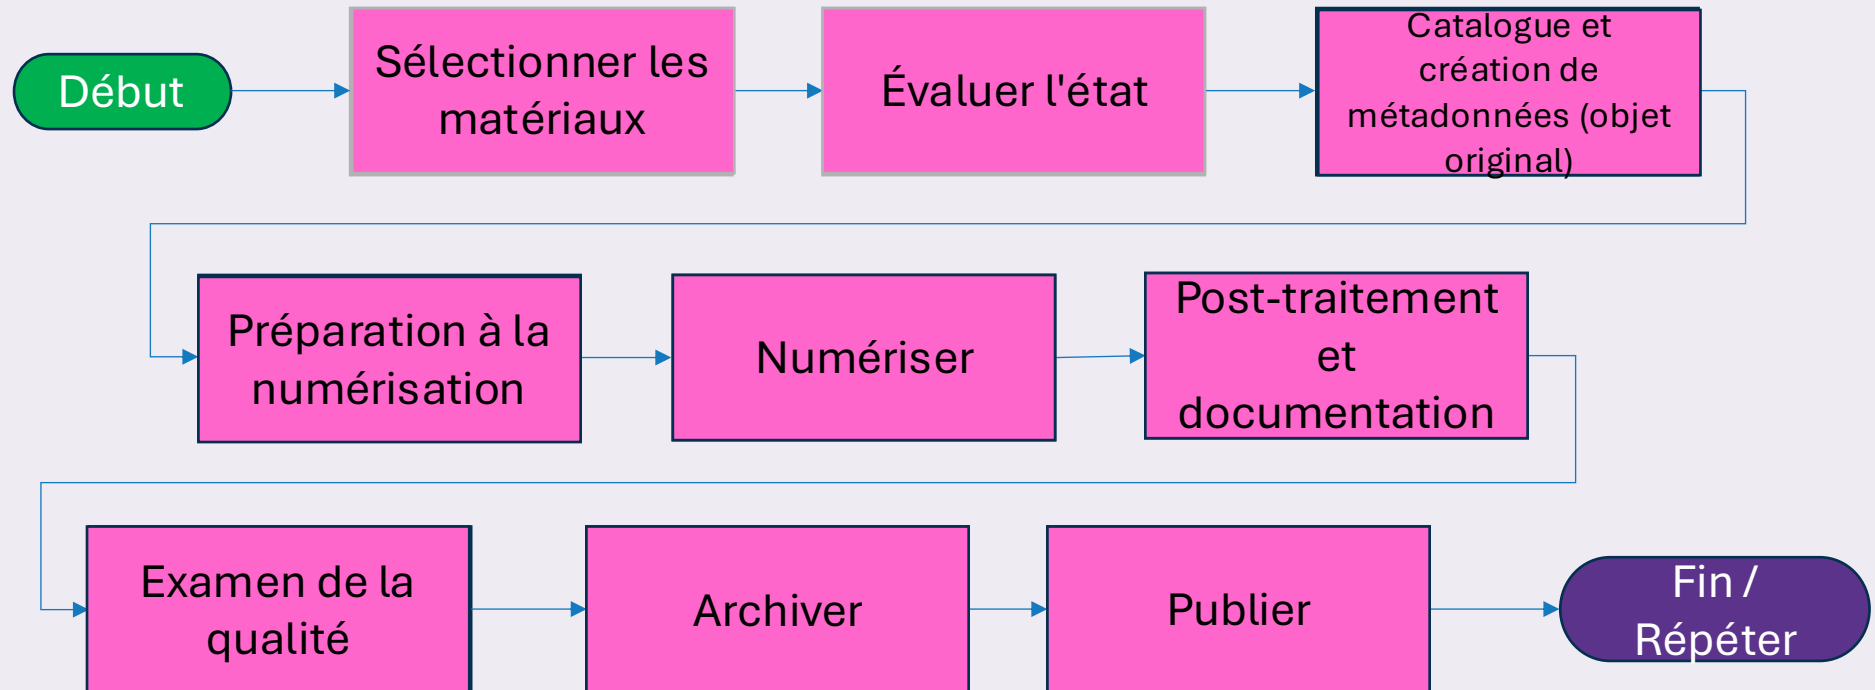 Début
Sélectionner les
matériaux
Évaluer l'état
Catalogue et
création de
métadonnées (objet
original)
Préparation à la
numérisation
Numériser
Post-traitement
et
documentation
Examen de la
qualité
Archiver
Publier
Fin /
Répéter